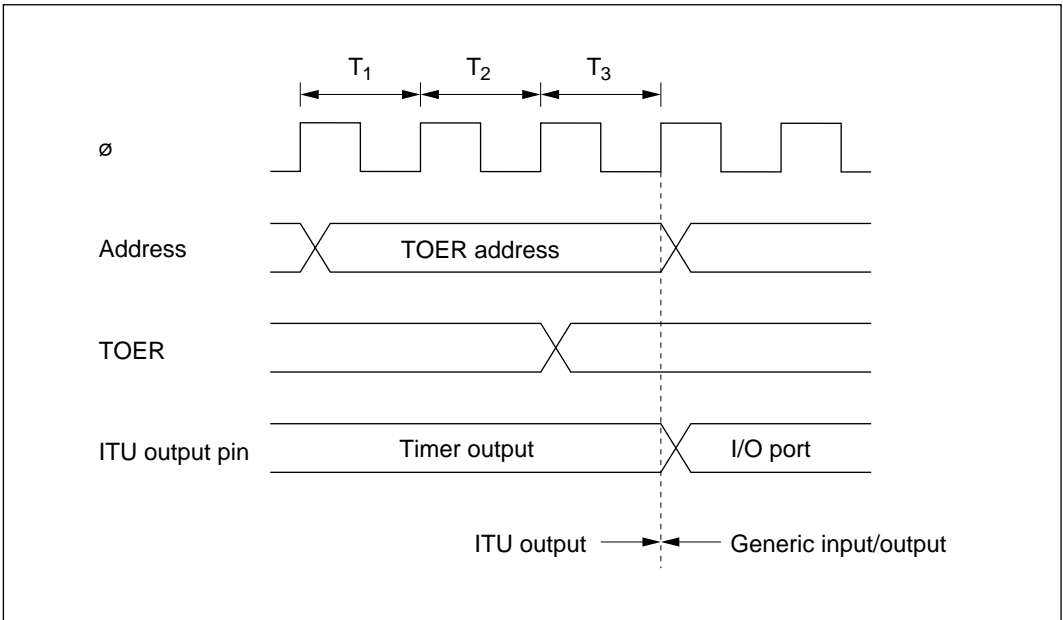 T1 T2 T3
ø
Address TOER address
TOER
ITU output pin Timer output I/O port
ITU output Generic input/output